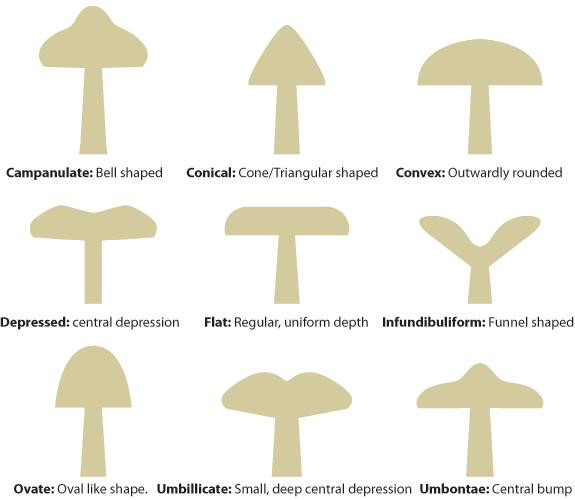 Campanulate: Bell shaped
Conical: Cone/Triangular shaped
Convex: Outwardly rounded
Depressed: central depression
Flat: Regular, uniform depth
Infundibuliform: Funnel shaped
Ovate: Oval like shape.
Umbillicate: Small, deep central depression
Umbontae: Central bump